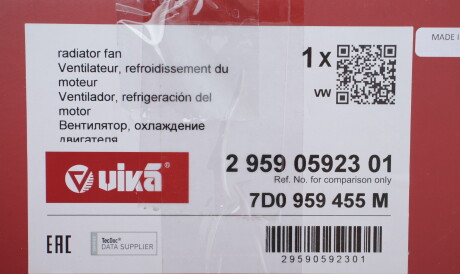 radiator fan
Ventilateur, refroidissement du
moteur
Ventilador, refrigeración del
motor
Вентилятор, охлаждение
двигателя
1 x
VW
MADE I
vika®
2 959 05923 01
Ref. No. for comparison only
7D0 959 455 M
EAC
TecDoc®
DATA SUPPLIER
29590592301